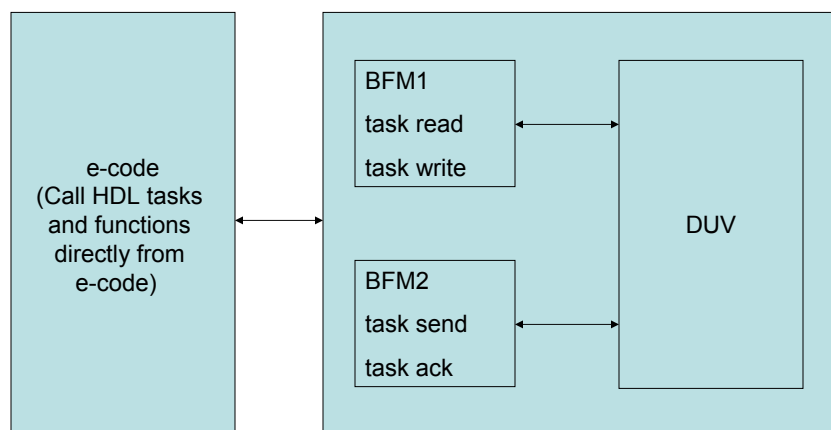 e-code
(Call HDL tasks
and functions
directly from
e-code)
BFM1
task read
task write
BFM2
task send
task ack
DUV